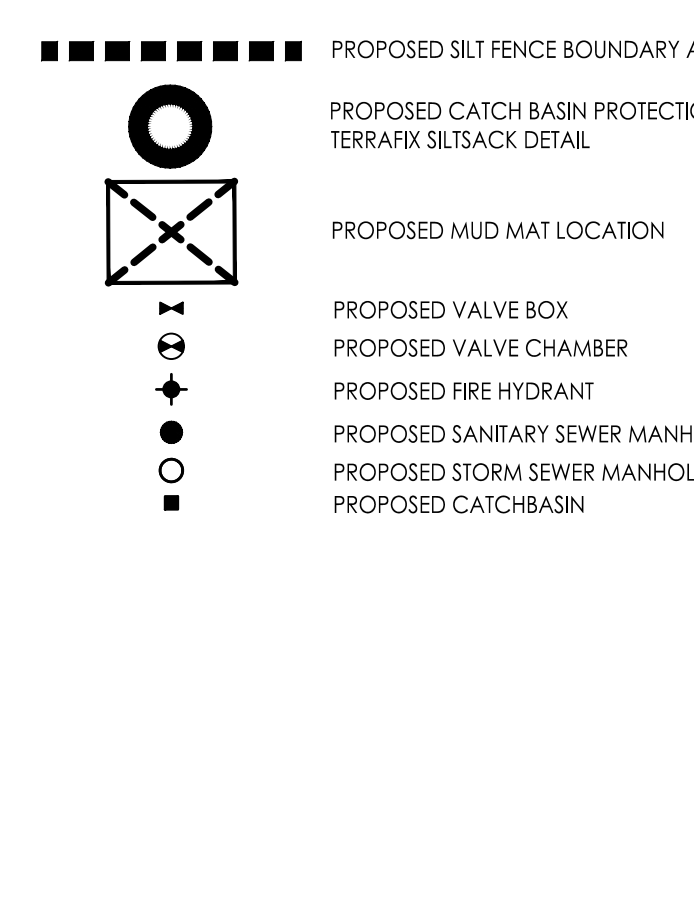 PROPOSED SILT FENCE BOUNDARY
PROPOSED CATCH BASIN
TERRAFIX SILTSACK DETAIL
PROPOSED MUD MAT LOCATION
PROPOSED VALVE BOX
PROPOSED VALVE CHAMBER
PROPOSED FIRE HYDRANT
PROPOSED SANITARY SEWER
PROPOSED STORM SEWER
PROPOSED CATCHBASIN